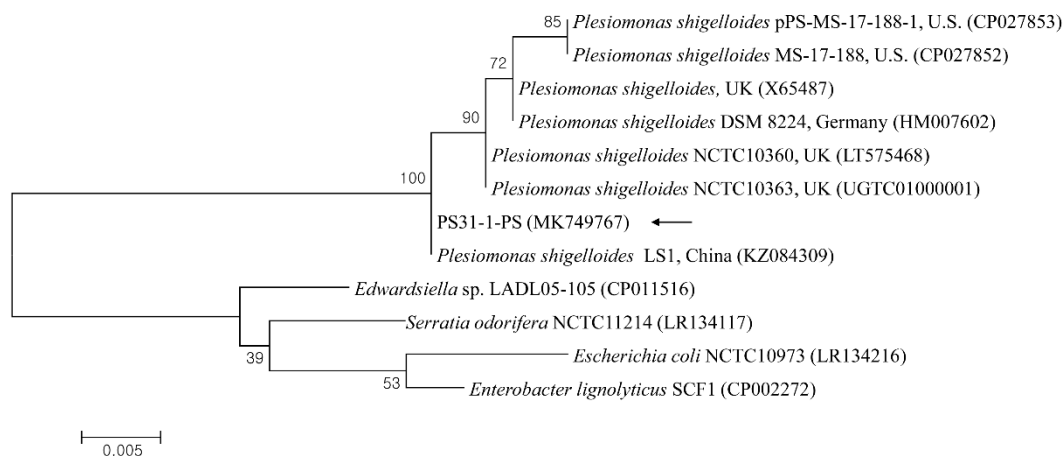 85
Plesiomonas shigelloides pPS-MS-17-188-1, U.S. (CP027853)
Plesiomonas shigelloides MS-17-188, U.S. (CP027852)
72
Plesiomonas shigelloides, UK (X65487)
Plesiomonas shigelloides DSM 8224, Germany (HM007602)
90
Plesiomonas shigelloides NCTC10360, UK (LT575468)
100
Plesiomonas shigelloides NCTC10363, UK (UGTC01000001)
PS31-1-PS (MK749767)
Plesiomonas shigelloides LS1, China (KZ084309)
Edwardsiella sp. LADL05-105 (CP011516)
Serratia odorifera NCTC11214 (LR134117)
39
Escherichia coli NCTC10973 (LR134216)
53
Enterobacter lignolyticus SCF1 (CP002272)
0.005